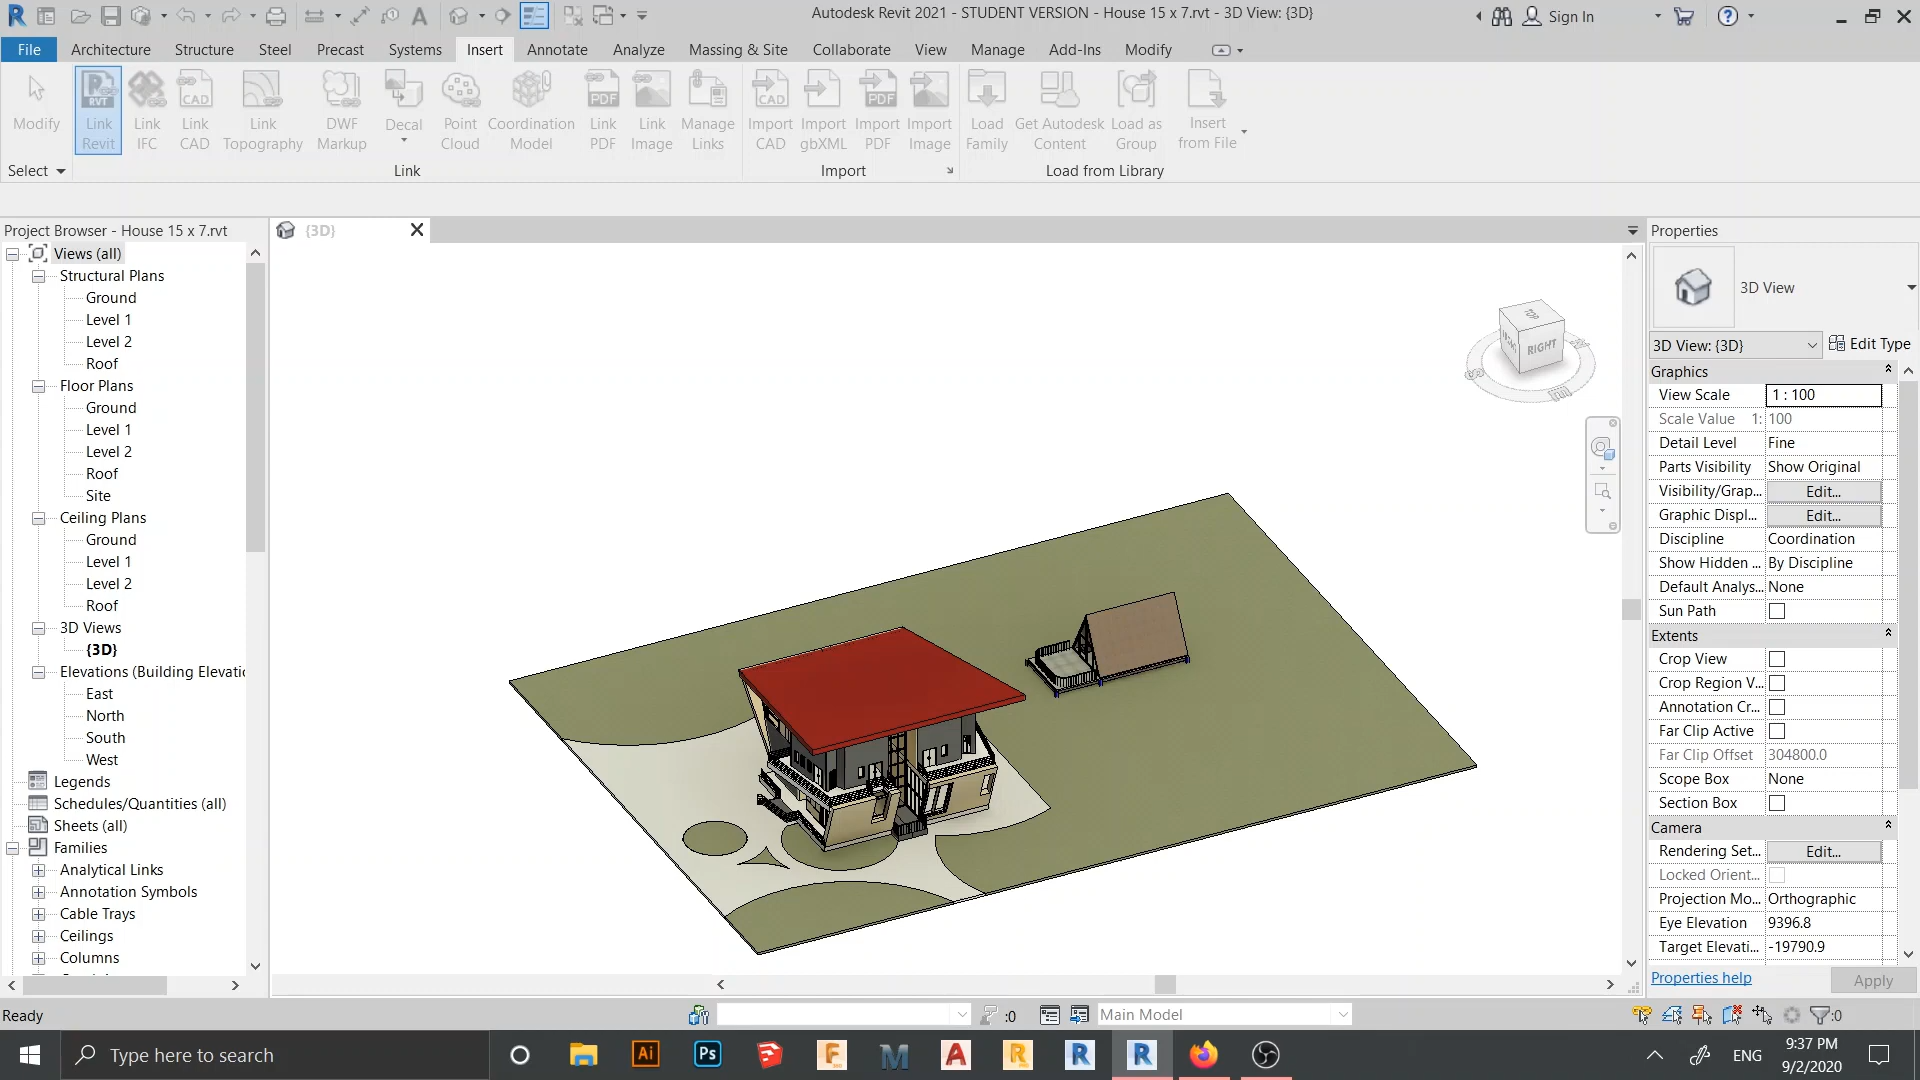 Autodesk Revit 2021 - STUDENT VERSION - House 15 x 7.rvt - 3D View: {3D}
Sign In
File Architecture Structure Steel Precast Systems Insert Annotate Analyze Massing & Site Collaborate View Manage Add-Ins Modify
Modify
Link Revit
Link IFC
Link CAD
Link Topography
DWF Markup
Decal
Point Cloud
Coordination Model
Link PDF
Link Image
Manage Links
Import CAD
Import gbXML
Import PDF
Import Image
Load Family
Get Autodesk Content
Load as Group
Insert from File
Select Link Import Load from Library
Project Browser - House 15 x 7.rvt
Views (all)
Structural Plans
Ground
Level 1
Level 2
Roof
Floor Plans
Ground
Level 1
Level 2
Roof
Site
Ceiling Plans
Ground
Level 1
Level 2
Roof
3D Views
{3D}
Elevations (Building Elevatio
East
North
South
West
Legends
Schedules/Quantities (all)
Sheets (all)
Families
Analytical Links
Annotation Symbols
Cable Trays
Ceilings
Columns
{3D}
TOP
RIGHT
Properties
3D View
3D View: {3D} Edit Type
Graphics
View Scale 1 : 100
Scale Value 1: 100
Detail Level Fine
Parts Visibility Show Original
Visibility/Grap... Edit...
Graphic Displ... Edit...
Discipline Coordination
Show Hidden ... By Discipline
Default Analys... None
Sun Path
Extents
Crop View
Crop Region V...
Annotation Cr...
Far Clip Active
Far Clip Offset 304800.0
Scope Box None
Section Box
Camera
Rendering Set... Edit...
Locked Orient...
Projection Mo... Orthographic
Eye Elevation 9396.8
Target Elevati... -19790.9
Properties help Apply
Ready :0 Main Model :0
Type here to search
Ai
Ps
ENG
9:37 PM
9/2/2020